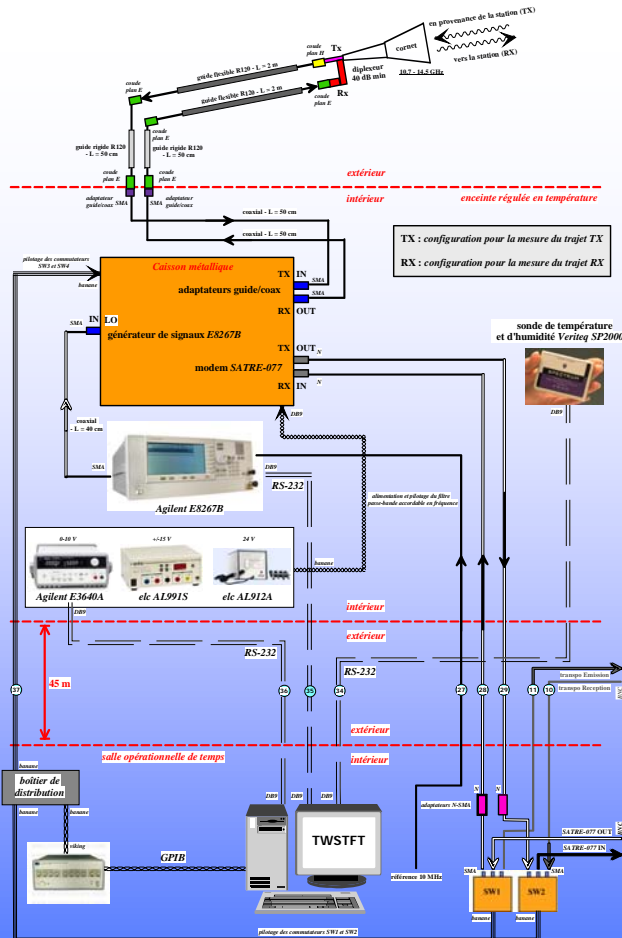 en provenance de la station (TX)
vers la station (RX)
coude
plan H
Tx
cornet
diplexeur
40 dB min
10,7 - 14,5 GHz
Rx
coude
plan E
guide flexible R120 - L = 2 m
guide flexible R120 - L = 2 m
coude
plan E
coude
plan E
guide rigide R120
- L = 50 cm
guide rigide R120
- L = 50 cm
coude
plan E
coude
plan E
extérieur
intérieur
enceinte régulée en température
adaptateur
guide/coax
SMA
SMA
adaptateur
guide/coax
coaxial - L = 50 cm
coaxial - L = 50 cm
TX : configuration pour la mesure du trajet TX
RX : configuration pour la mesure du trajet RX
pilotage des commutateurs
SW3 et SW4
banane
Caisson métallique
TX IN
SMA
adaptateurs guide/coax
SMA
RX OUT
SMA
IN LO
générateur de signaux E8267B
TX OUT
N
modem SATRE-077
RX IN
N
sonde de température
et d'humidité Veriteq SP2000
DB9
DB9
coaxial
- L = 40 cm
SMA
DB9
RS-232
Agilent E8267B
alimentation et pilotage du filtre
passe-bande accordable en fréquence
0-10 V
+/-15 V
24 V
banane
Agilent E3640A
elc AL991S
elc AL912A
DB9
intérieur
extérieur
RS-232
RS-232
45 m
37
36
35
34
27
28
29
11
10
transpo Emission
transpo Reception
BNC
extérieur
intérieur
salle opérationnelle de temps
banane
boîtier de
distribution
banane
banane
viking
GPIB
DB9
DB9
DB9
TWSTFT
N
N
adaptateurs N-SMA
référence 10 MHz
SATRE-077 OUT
SATRE-077 IN
BNC
SMA
SMA
SW1
SW2
banane
banane
pilotage des commutateurs SW1 et SW2